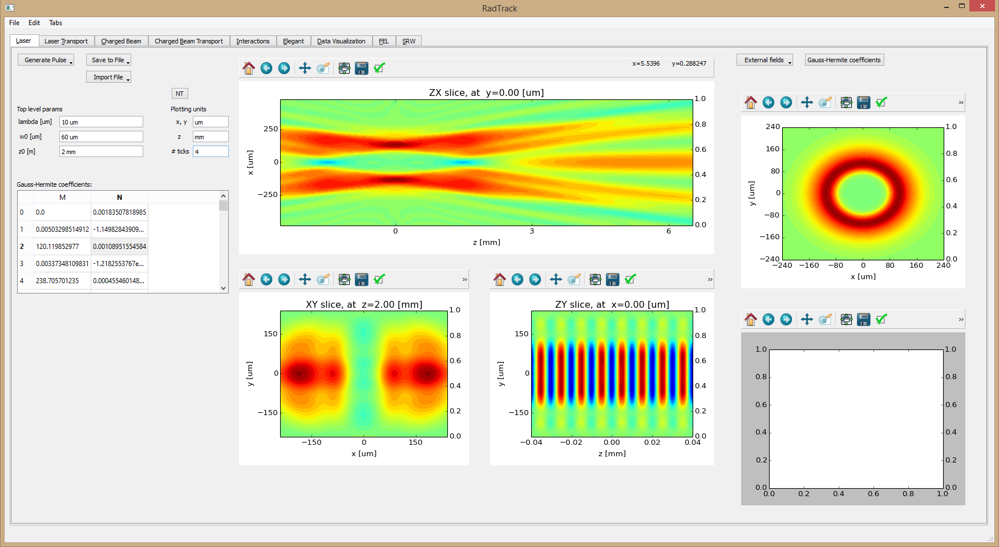 RadTrack
File Edit Tabs
Laser Laser Transport Charged Beam Charged Beam Transport Interactions Elegant Data Visualization FEL SRW
Generate Pulse Save to File
Import File
NT
Top level params Plotting units
lambda [um] 10 um x, y um
w0 [um] 60 um z mm
z0 [m] 2 mm # ticks 4
Gauss-Hermite coefficients:
M N
0 0.0 0.00183507818985
1 0.00503298514912 -1.14982843909...
2 120.119852977 0.00108951554584
3 0.00337348109831 -1.2182553767e...
4 238.705701235 0.000455460148...
x=5.5396 y=0.288247
ZX slice, at y=0.00 [um]
250
0
−250
x [um]
1.0
0.8
0.6
0.4
0.2
0.0
0 3 6
z [mm]
»
XY slice, at z=2.00 [mm]
150
0
−150
y [um]
1.0
0.8
0.6
0.4
0.2
0.0
−150 0 150
x [um]
»
ZY slice, at x=0.00 [um]
150
0
−150
y [um]
1.0
0.8
0.6
0.4
0.2
0.0
−0.04 −0.02 0.00 0.02 0.04
z [mm]
External fields Gauss-Hermite coefficients
»
240
160
80
0
−80
−160
−240
y [um]
1.0
0.8
0.6
0.4
0.2
0.0
−240 −160 −80 0 80 160 240
x [um]
»
1.0
0.8
0.6
0.4
0.2
0.0
1.0
0.8
0.6
0.4
0.2
0.0
0.0 0.2 0.4 0.6 0.8 1.0